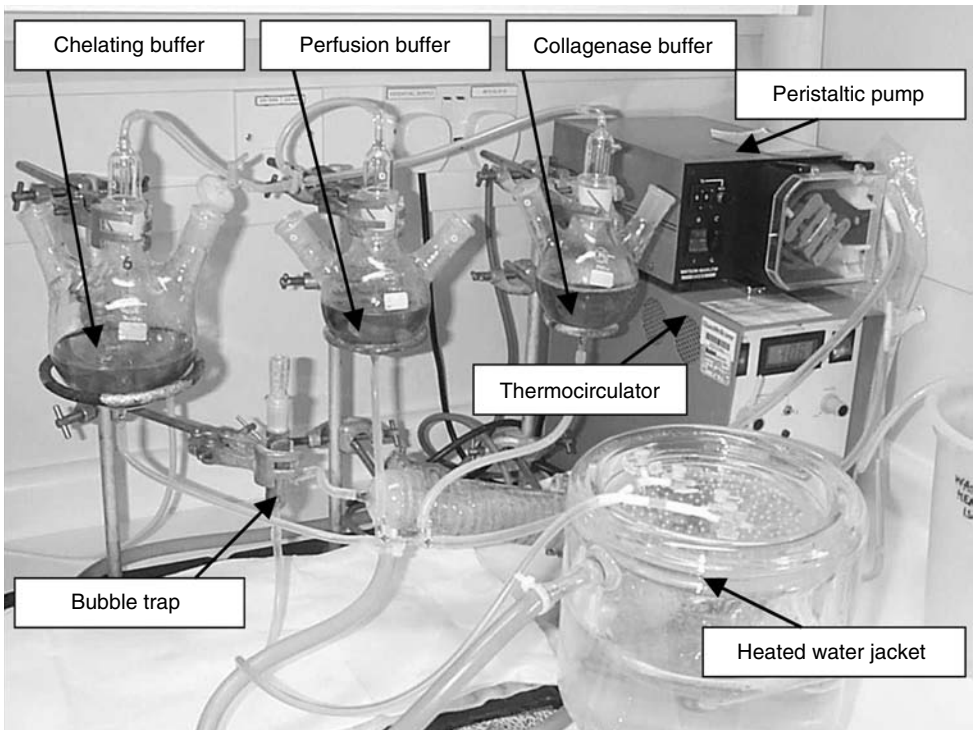 Chelating buffer
Perfusion buffer
Collagenase buffer
Peristaltic pump
Thermocirculator
Bubble trap
Heated water jacket